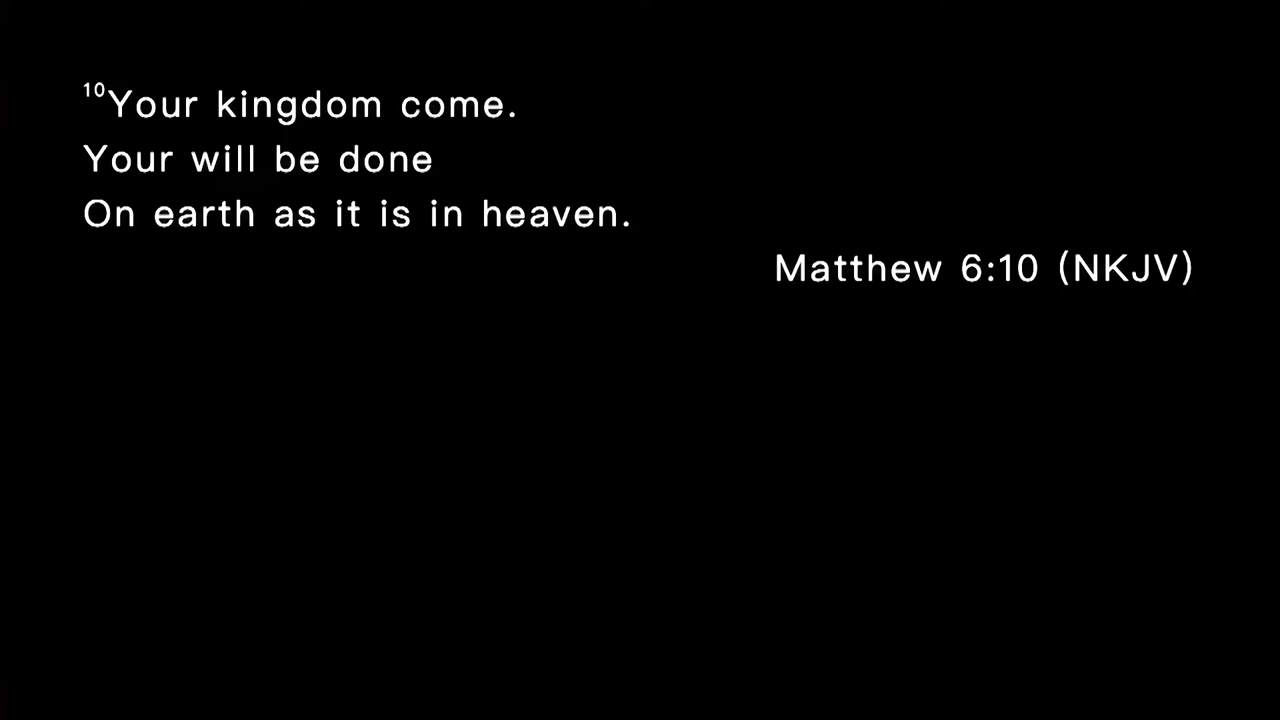 ¹⁰Your kingdom come.
Your will be done
On earth as it is in heaven.
Matthew 6:10 (NKJV)